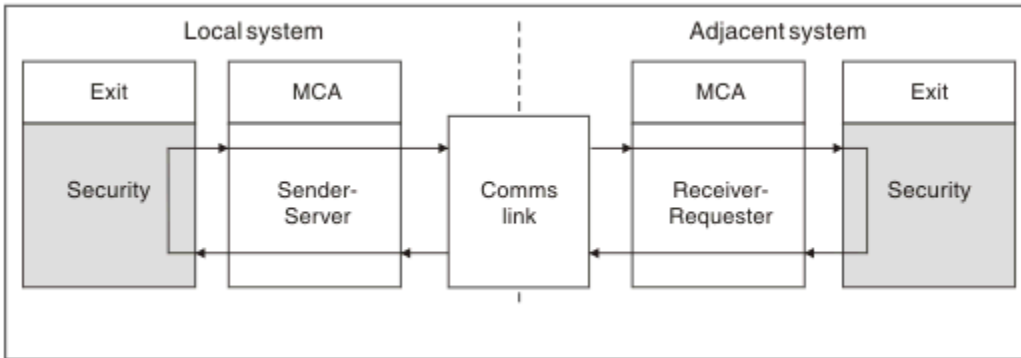 Local system
Adjacent system
Exit
MCA
MCA
Exit
Security
Sender-
Server
Comms
link
Receiver-
Requester
Security